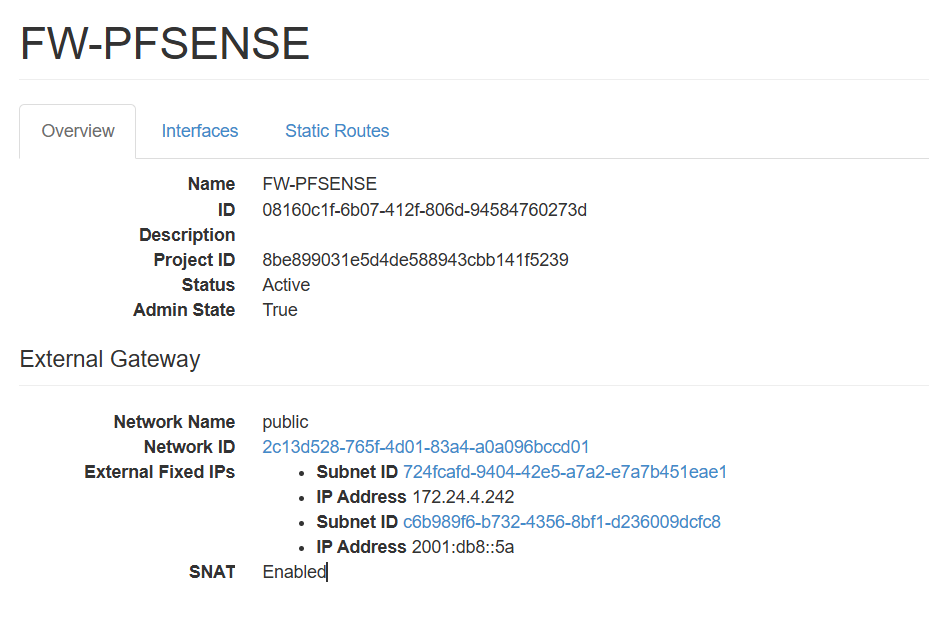 FW-PFSENSE
Overview Interfaces Static Routes
Name FW-PFSENSE
ID 08160c1f-6b07-412f-806d-94584760273d
Description
Project ID 8be899031e5d4de588943cbb141f5239
Status Active
Admin State True
External Gateway
Network Name public
Network ID 2c13d528-765f-4d01-83a4-a0a096bccd01
External Fixed IPs • Subnet ID 724fcafd-9404-42e5-a7a2-e7a7b451eae1
• IP Address 172.24.4.242
• Subnet ID c6b989f6-b732-4356-8bf1-d236009dcfc8
• IP Address 2001:db8::5a
SNAT Enabled